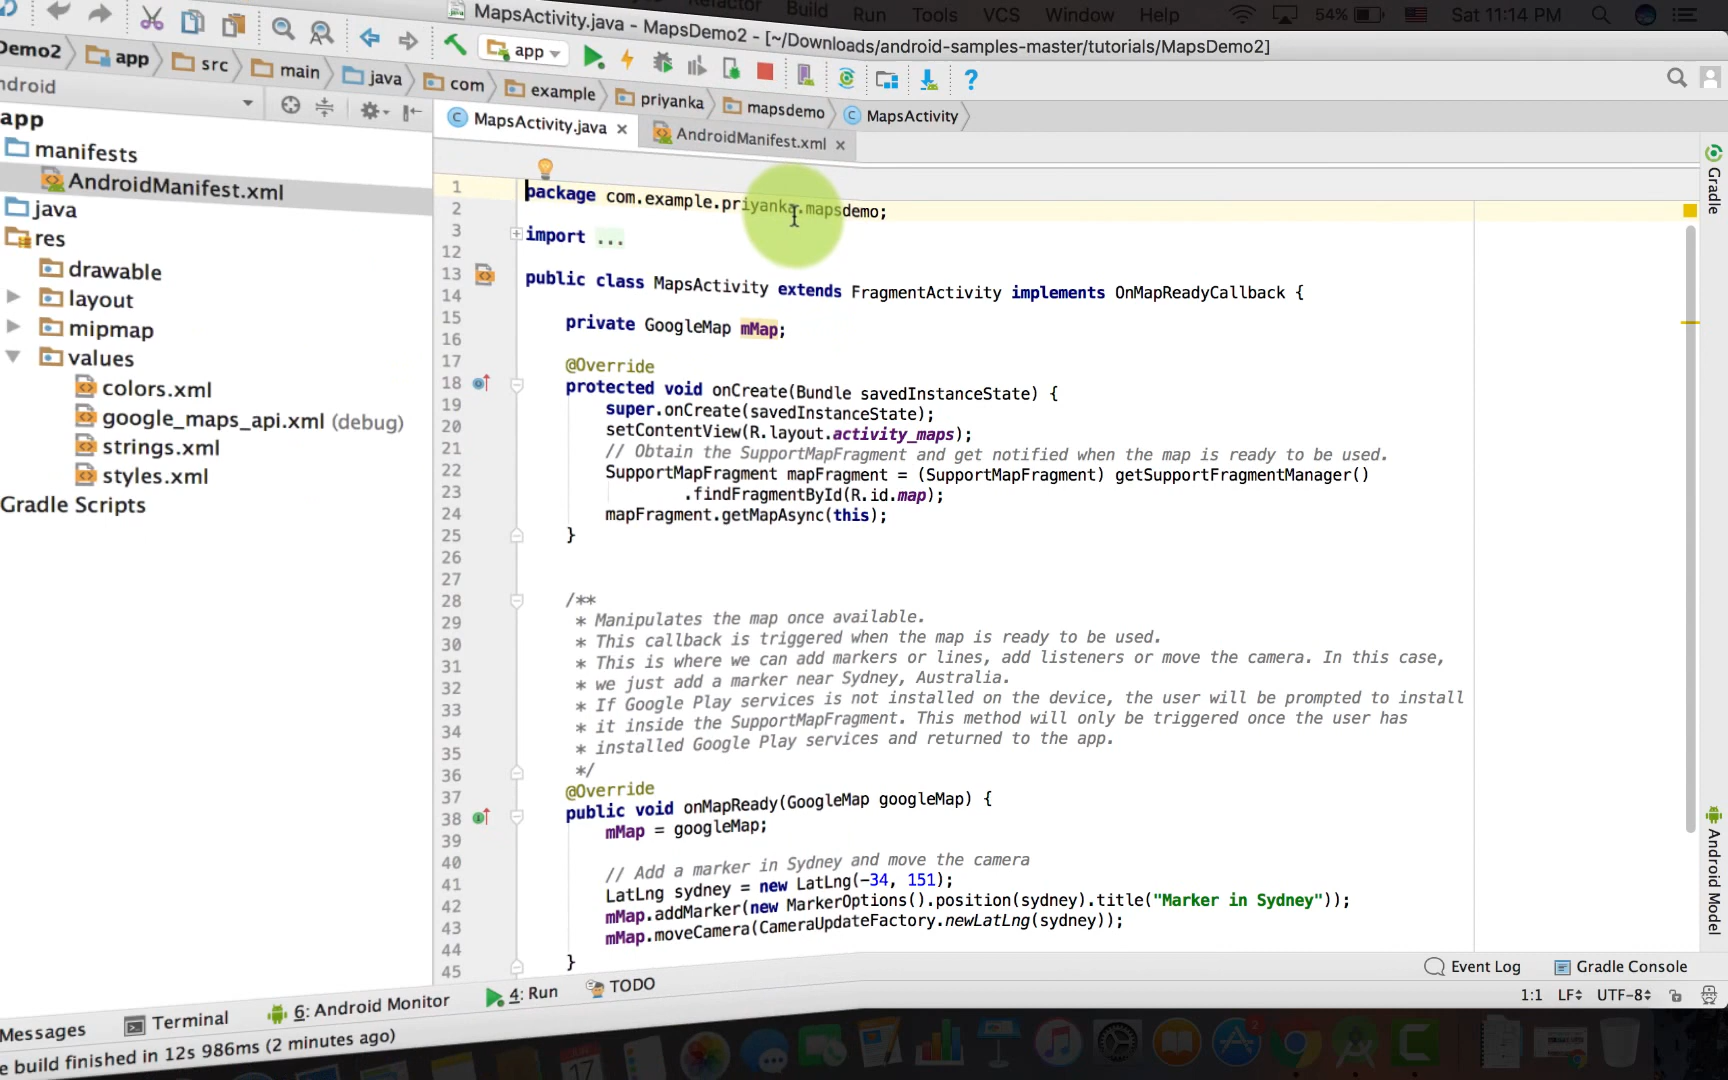 Refactor Build Run Tools VCS Window Help 54% Sat 11:14 PM
MapsActivity.java - MapsDemo2 - [~/Downloads/android-samples-master/tutorials/MapsDemo2]
app
Demo2 app src main java com example priyanka mapsdemo MapsActivity
ndroid
MapsActivity.java AndroidManifest.xml
app
manifests
AndroidManifest.xml
java
res
drawable
layout
mipmap
values
colors.xml
google_maps_api.xml (debug)
strings.xml
styles.xml
Gradle Scripts
1 package com.example.priyanka.mapsdemo;
2
3 import ...
12
13 public class MapsActivity extends FragmentActivity implements OnMapReadyCallback {
14
15 private GoogleMap mMap;
16
17 @Override
18 protected void onCreate(Bundle savedInstanceState) {
19 super.onCreate(savedInstanceState);
20 setContentView(R.layout.activity_maps);
21 // Obtain the SupportMapFragment and get notified when the map is ready to be used.
22 SupportMapFragment mapFragment = (SupportMapFragment) getSupportFragmentManager()
23 .findFragmentById(R.id.map);
24 mapFragment.getMapAsync(this);
25 }
26
27
28 /**
29 * Manipulates the map once available.
30 * This callback is triggered when the map is ready to be used.
31 * This is where we can add markers or lines, add listeners or move the camera. In this case,
32 * we just add a marker near Sydney, Australia.
33 * If Google Play services is not installed on the device, the user will be prompted to install
34 * it inside the SupportMapFragment. This method will only be triggered once the user has
35 * installed Google Play services and returned to the app.
36 */
37 @Override
38 public void onMapReady(GoogleMap googleMap) {
39 mMap = googleMap;
40
41 // Add a marker in Sydney and move the camera
42 LatLng sydney = new LatLng(-34, 151);
43 mMap.addMarker(new MarkerOptions().position(sydney).title("Marker in Sydney"));
44 mMap.moveCamera(CameraUpdateFactory.newLatLng(sydney));
45 }
Gradle
Android Model
Messages Terminal 6: Android Monitor 4: Run TODO Event Log Gradle Console
e build finished in 12s 986ms (2 minutes ago) 1:1 LF UTF-8
17
2